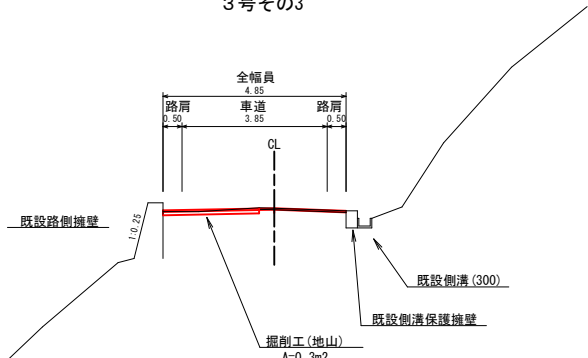 3号その3
全幅員
4.85
路肩
車道
路肩
0.50
3.85
0.50
CL
既設路側擁壁
1:0.25
既設側溝(300)
既設側溝保護擁壁
掘削工(地山)
A=0.3m2